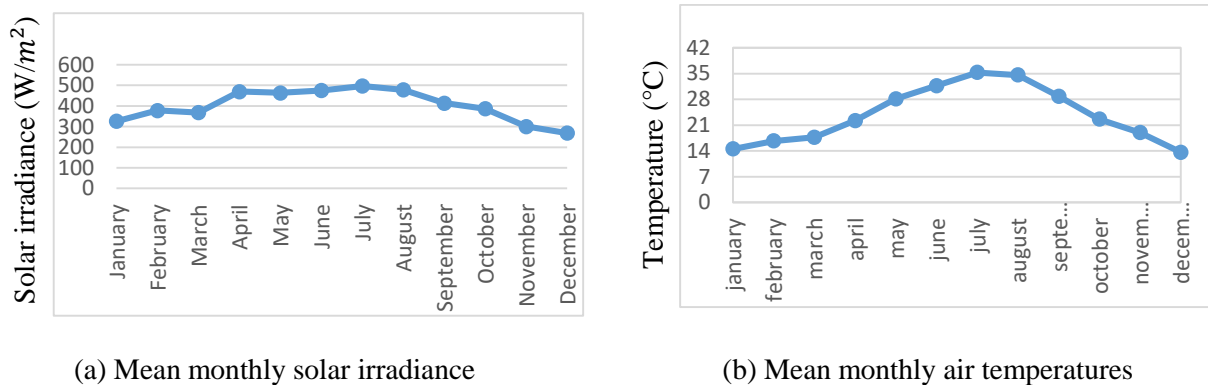 Solar irradiance (W/m²)
600
500
400
300
200
100
0
January
February
March
April
May
June
July
August
September
October
November
December
(a) Mean monthly solar irradiance
Temperature (°C)
42
35
28
21
14
7
0
january
february
march
april
may
june
july
august
septe...
october
novem...
decem...
(b) Mean monthly air temperatures